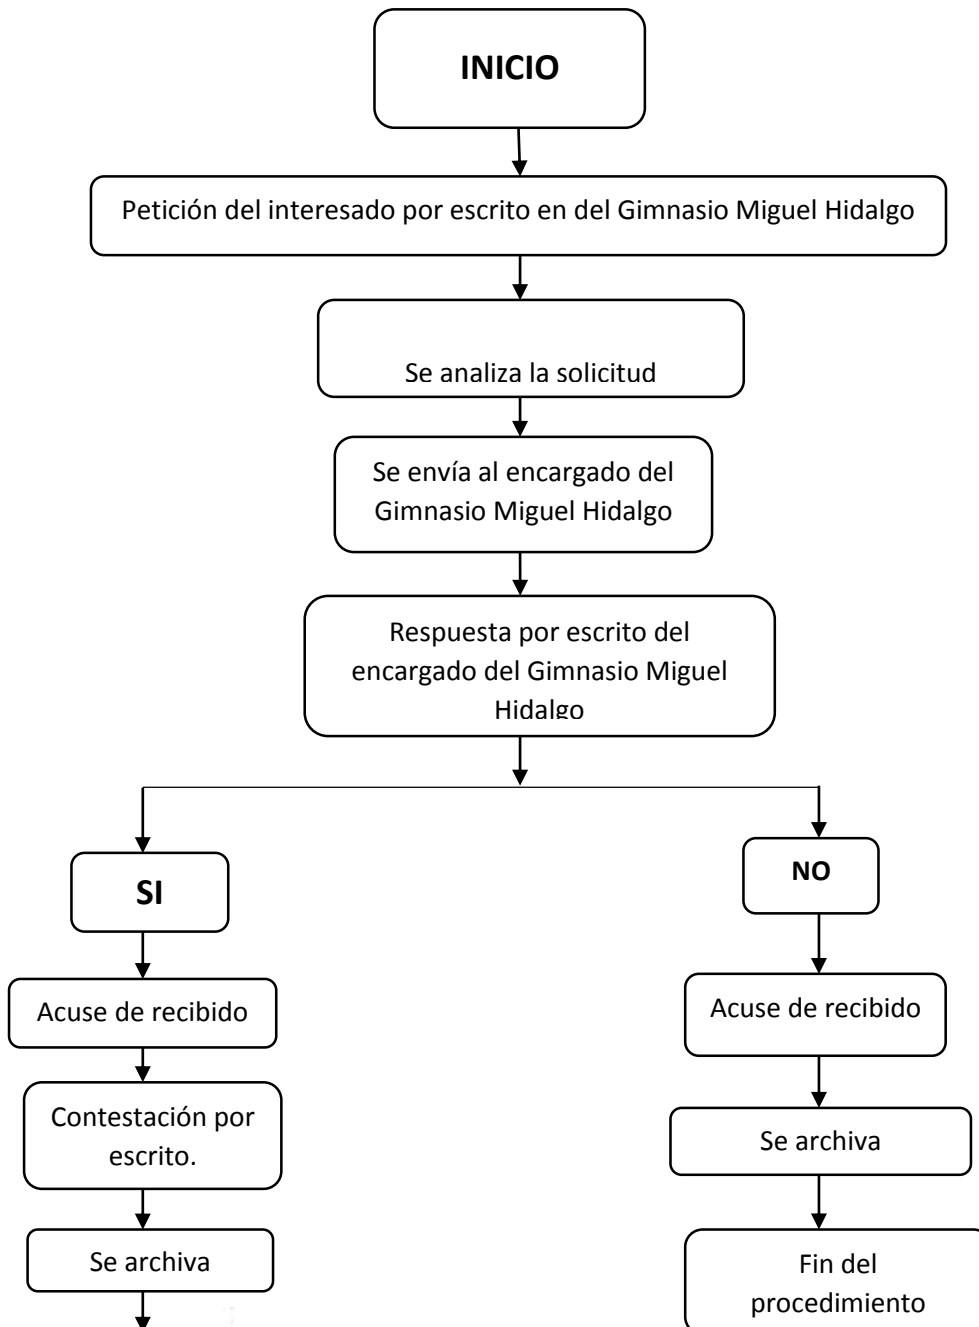 INICIO
Petición del interesado por escrito en del Gimnasio Miguel Hidalgo
Se analiza la solicitud
Se envía al encargado del
Gimnasio Miguel Hidalgo
Respuesta por escrito del
encargado del Gimnasio Miguel
Hidalgo
SI
Acuse de recibido
Contestación por
escrito.
Se archiva
NO
Acuse de recibido
Se archiva
Fin del
procedimiento